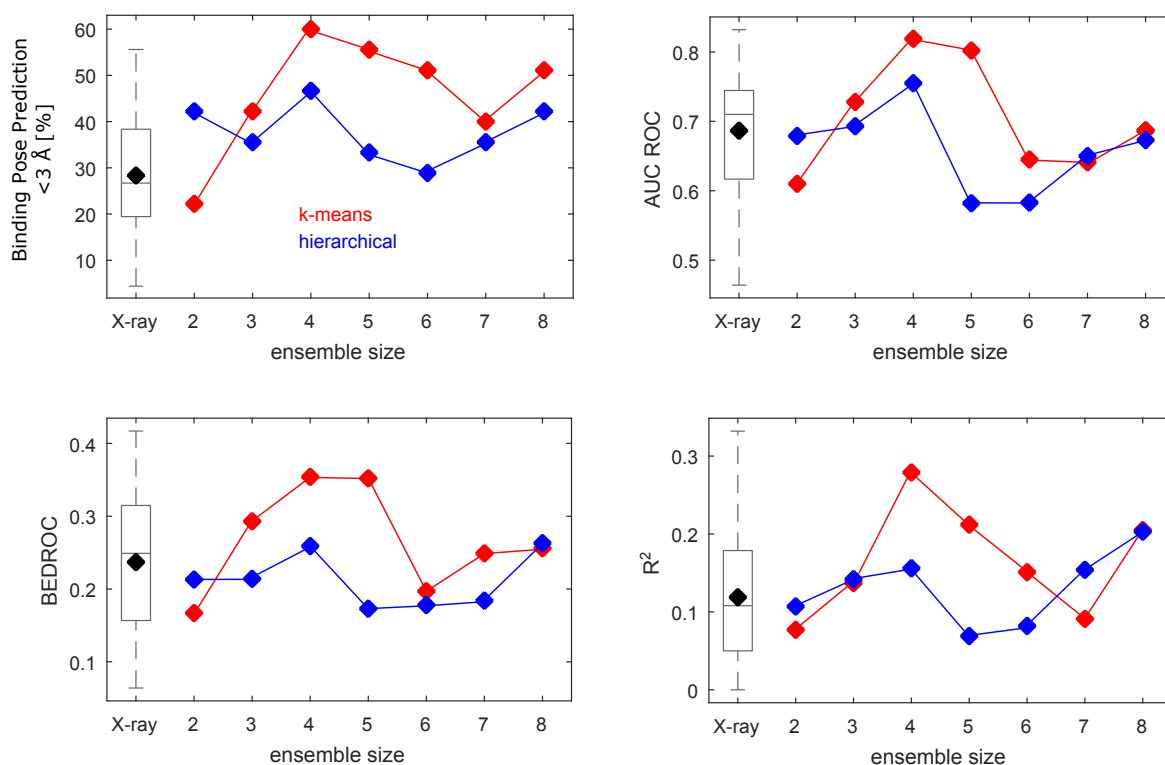 Binding Pose Prediction
<3 Å [%]
60
50
40
30
20
10
k-means
hierarchical
X-ray 2 3 4 5 6 7 8
ensemble size
AUC ROC
0.8
0.7
0.6
0.5
X-ray 2 3 4 5 6 7 8
ensemble size
BEDROC
0.4
0.3
0.2
0.1
X-ray 2 3 4 5 6 7 8
ensemble size
R²
0.3
0.2
0.1
0
X-ray 2 3 4 5 6 7 8
ensemble size